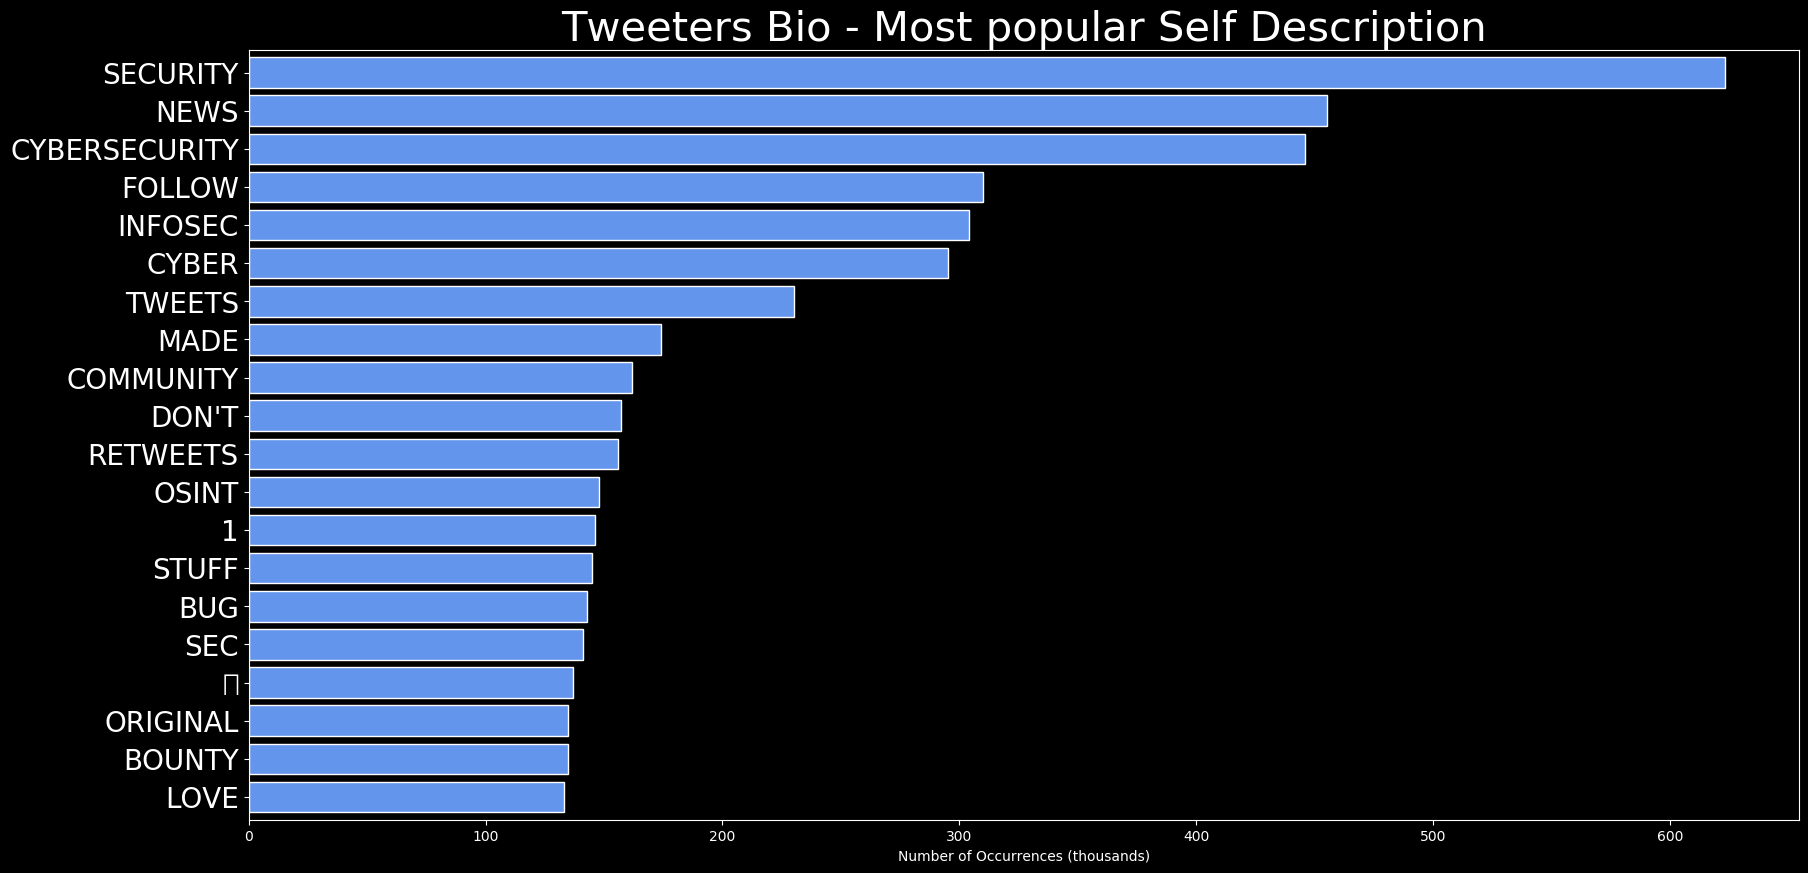 Tweeters Bio - Most popular Self Description
SECURITY
NEWS
CYBERSECURITY
FOLLOW
INFOSEC
CYBER
TWEETS
MADE
COMMUNITY
DON'T
RETWEETS
OSINT
1
STUFF
BUG
SEC
ORIGINAL
BOUNTY
LOVE
0 100 200 300 400 500 600
Number of Occurrences (thousands)